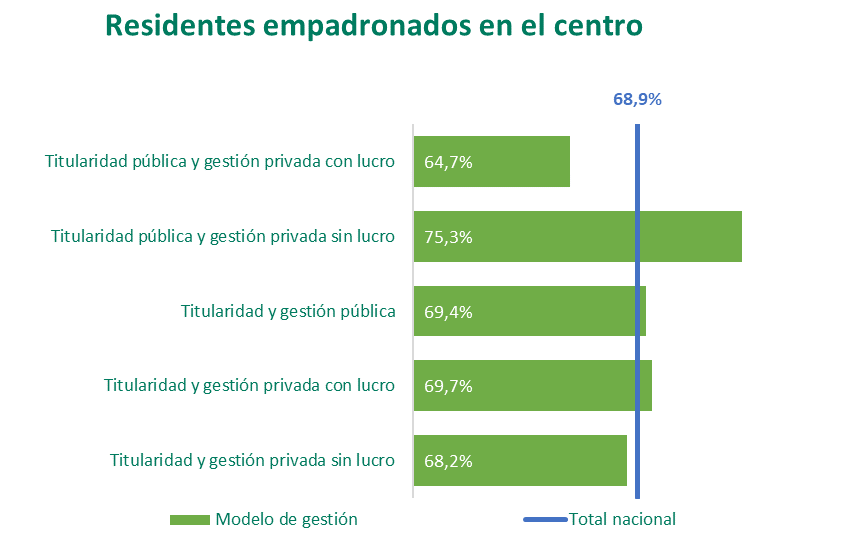 Residentes empadronados en el centro
68,9%
Titularidad pública y gestión privada con lucro
64,7%
Titularidad pública y gestión privada sin lucro
75,3%
Titularidad y gestión pública
69,4%
Titularidad y gestión privada con lucro
69,7%
Titularidad y gestión privada sin lucro
68,2%
Modelo de gestión
Total nacional